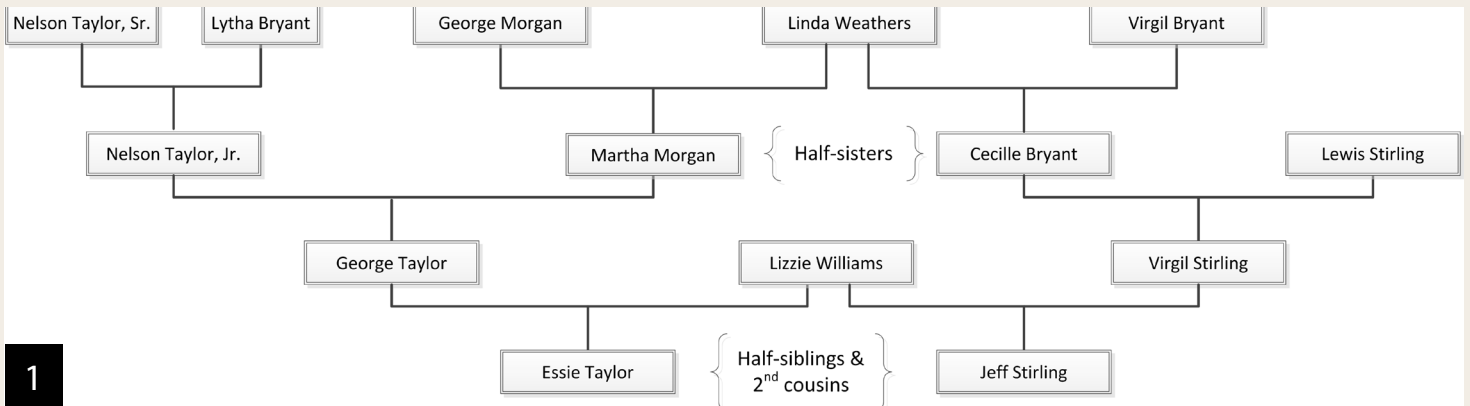 Nelson Taylor, Sr.
Lytha Bryant
George Morgan
Linda Weathers
Virgil Bryant
Nelson Taylor, Jr.
Martha Morgan
Half-sisters
Cecille Bryant
Lewis Stirling
George Taylor
Lizzie Williams
Virgil Stirling
Essie Taylor
Half-siblings &
2nd cousins
Jeff Stirling
1